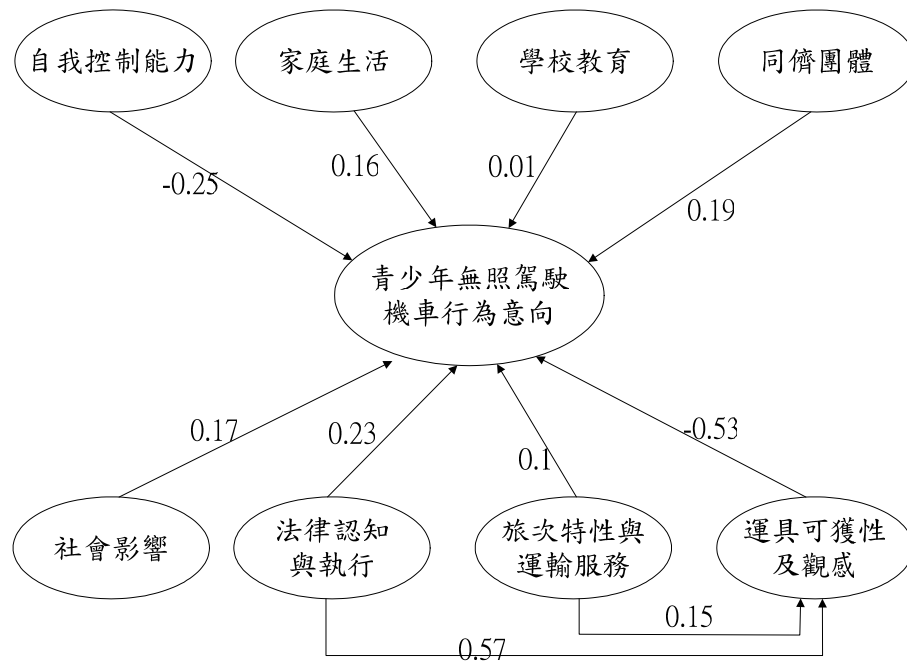 自我控制能力
家庭生活
學校教育
同儕團體
-0.25
0.16
0.01
0.19
青少年無照駕駛
機車行為意向
0.17
0.23
0.1
-0.53
社會影響
法律認知
與執行
旅次特性與
運輸服務
運具可獲性
及觀感
0.15
0.57